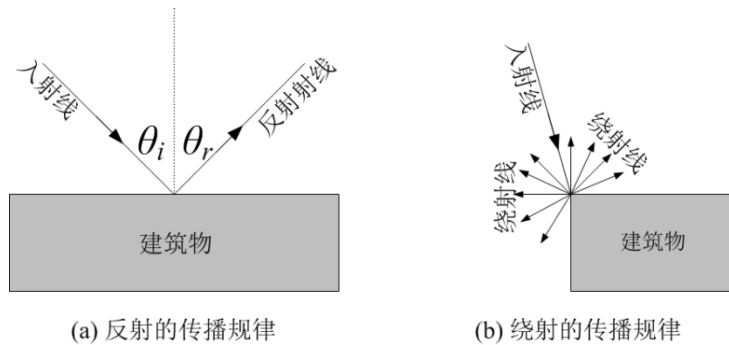 入射线
θi
θr
反射射线
建筑物
(a) 反射的传播规律
入射线
绕射线
绕射线
建筑物
(b) 绕射的传播规律